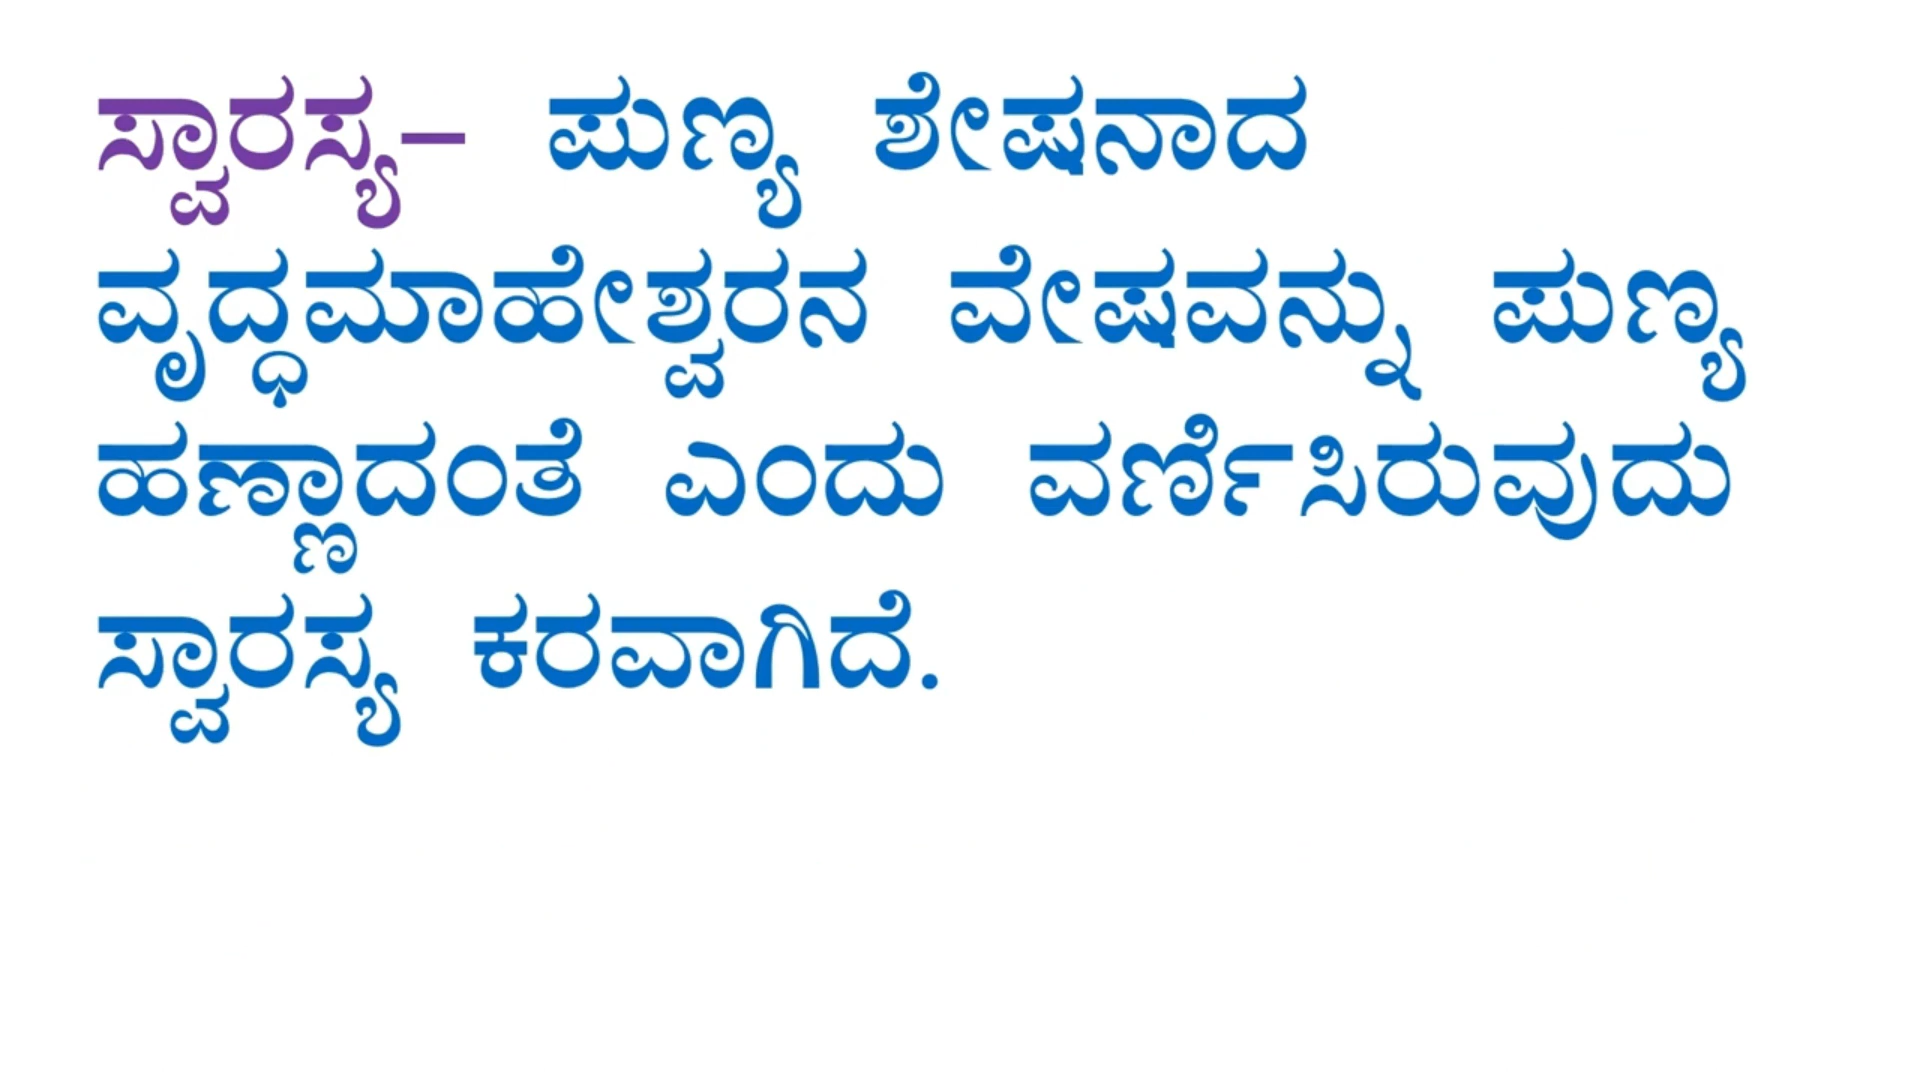 ಸ್ವಾರಸ್ಯ– ಪುಣ್ಯ ಶೇಷನಾದ
ವೃದ್ಧಮಾಹೇಶ್ವರನ ವೇಷವನ್ನು ಪುಣ್ಯ
ಹಣ್ಣಾದಂತೆ ಎಂದು ವರ್ಣಿಸಿರುವುದು
ಸ್ವಾರಸ್ಯ ಕರವಾಗಿದೆ.